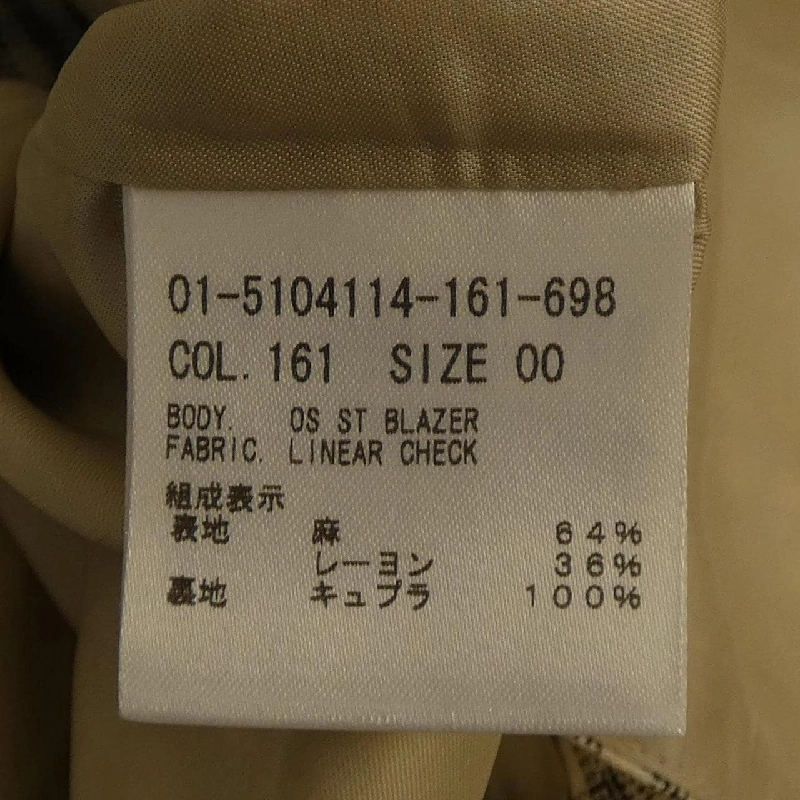 01-5104114-161-698
COL. 161 SIZE 00
BODY. OS ST BLAZER
FABRIC. LINEAR CHECK
組成表示
表地 麻 64%
レーヨン 36%
裏地 キュプラ 100%